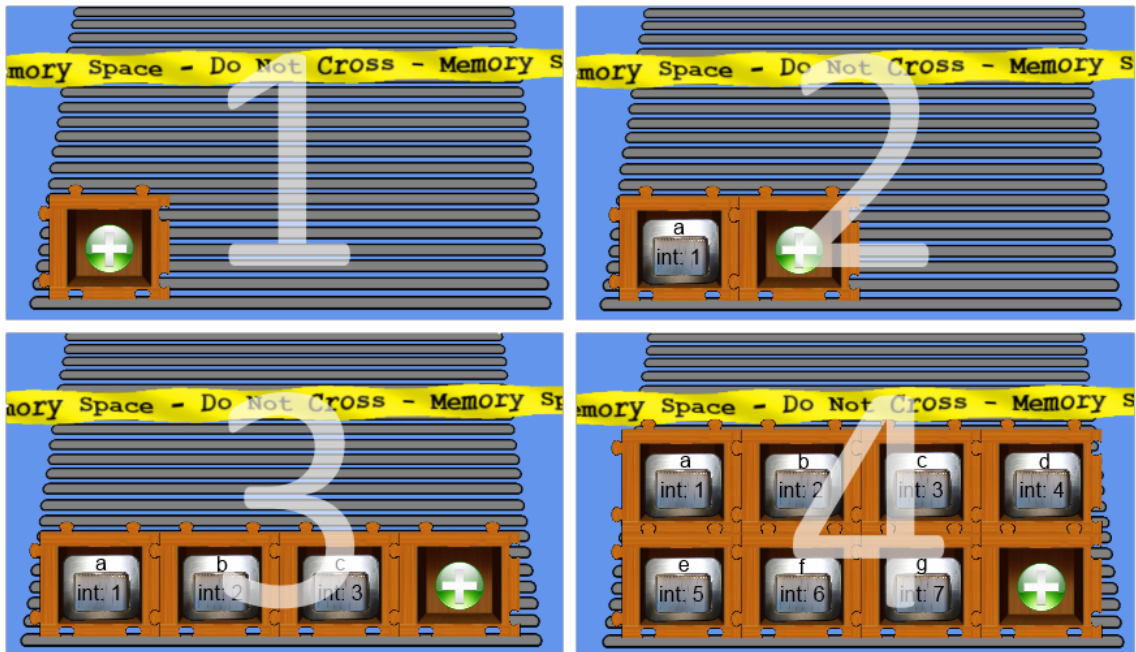 emory Space - Do Not Cross - Memory S
1
emory Space - Do Not Cross - Memory S
2
a
int: 1
mory Space - Do Not Cross - Memory Sp
3
a b c
int: 1 int: 2 int: 3
emory Space - Do Not Cross - Memory S
4
a b c d
int: 1 int: 2 int: 3 int: 4
e f g
int: 5 int: 6 int: 7